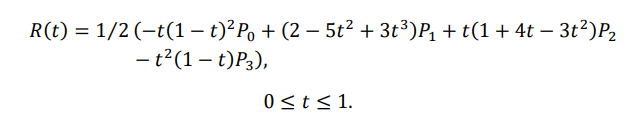 R(t) = 1/2 (−t(1 − t)²P₀ + (2 − 5t² + 3t³)P₁ + t(1 + 4t − 3t²)P₂
− t²(1 − t)P₃),
0 ≤ t ≤ 1.